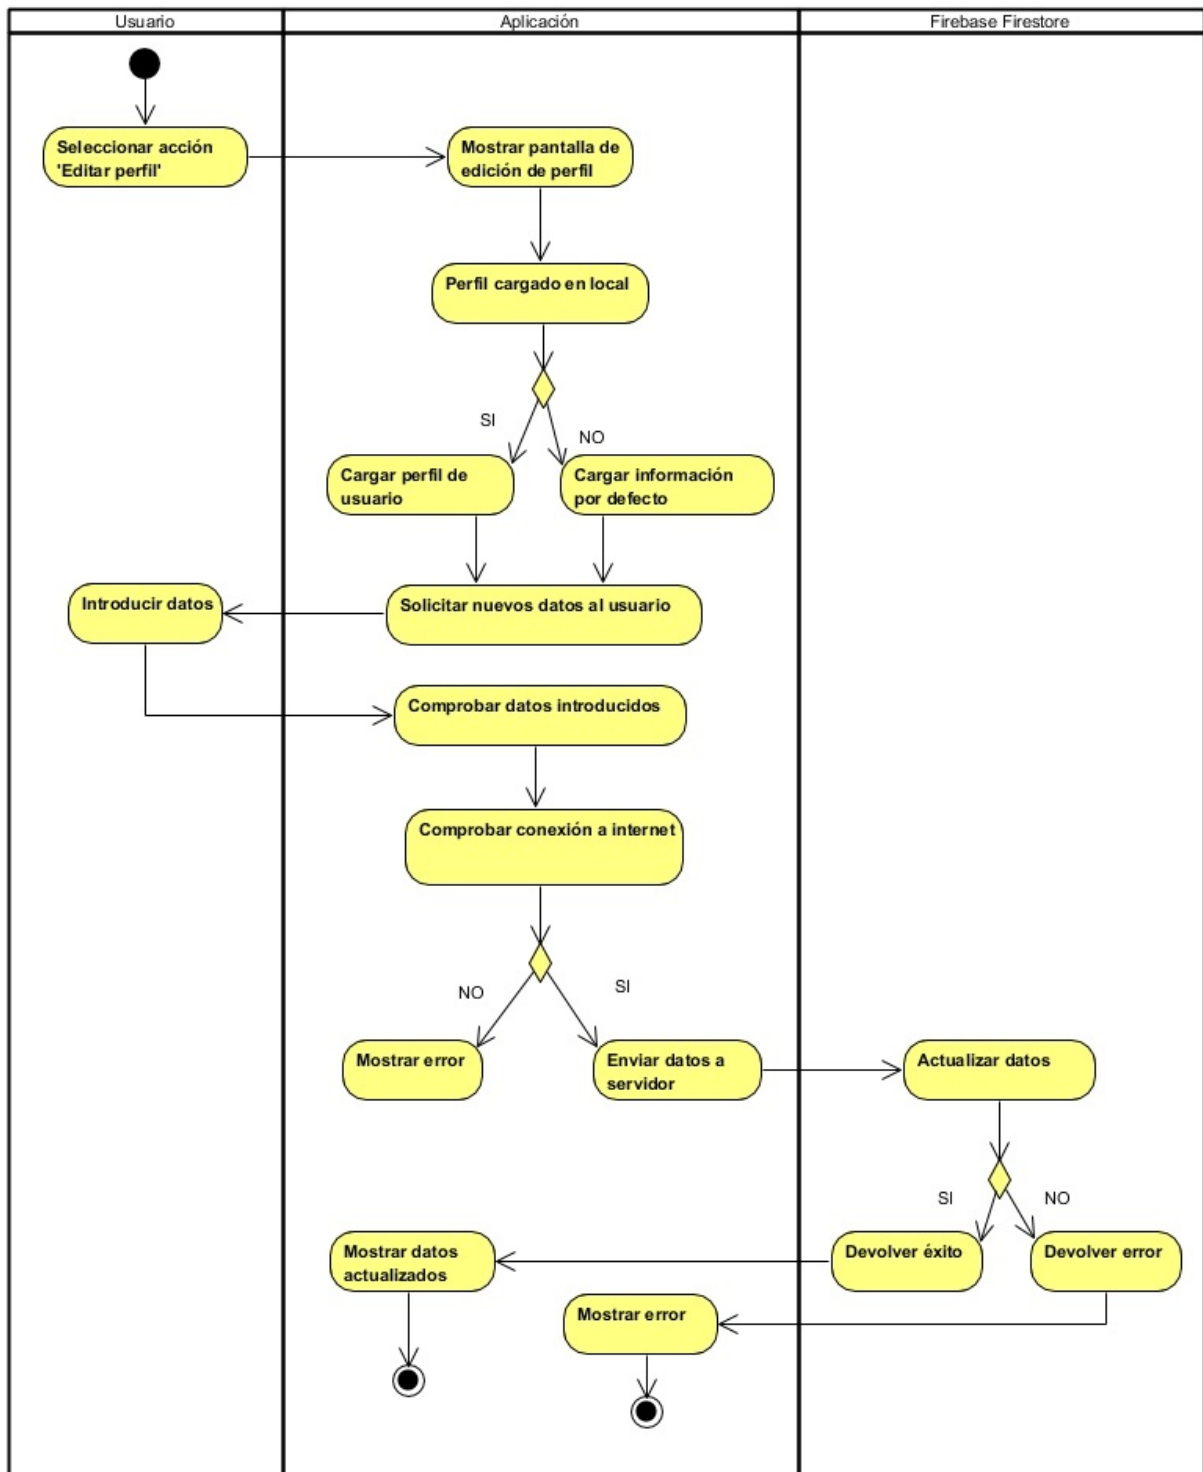 Usuario
Aplicación
Firebase Firestore
Seleccionar acción
'Editar perfil'
Mostrar pantalla de
edición de perfil
Perfil cargado en local
SI
NO
Cargar perfil de
usuario
Cargar información
por defecto
Introducir datos
Solicitar nuevos datos al usuario
Comprobar datos introducidos
Comprobar conexión a internet
NO
SI
Mostrar error
Enviar datos a
servidor
Actualizar datos
SI
NO
Mostrar datos
actualizados
Devolver éxito
Devolver error
Mostrar error